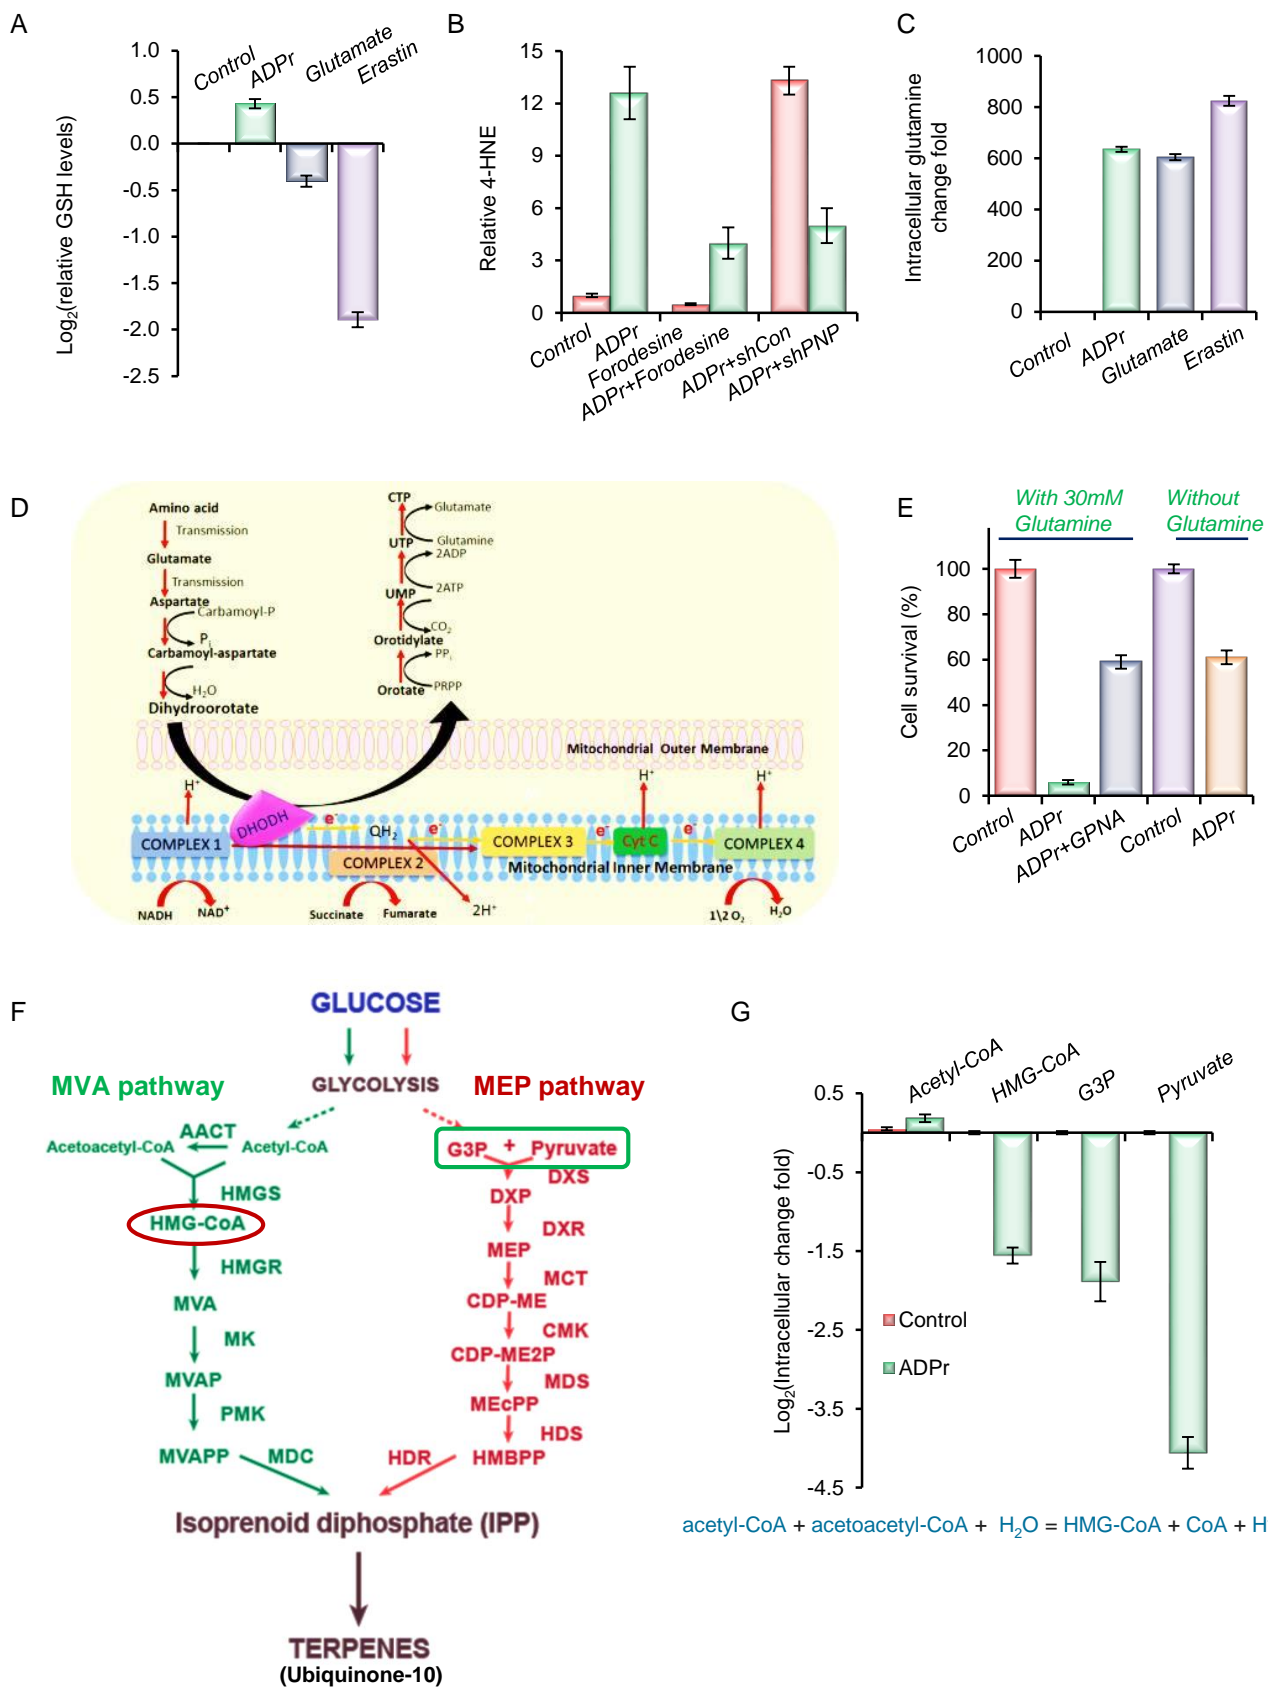 A
Log2(relative GSH levels)
1.0
0.5
0.0
-0.5
-1.0
-1.5
-2.0
-2.5
Control
ADPr
Glutamate
Erastin
B
Relative 4-HNE
15
12
9
6
3
0
Control
ADPr
Forodesine
ADPr+Forodesine
ADPr+shCon
ADPr+shPNP
C
Intracellular glutamine
change fold
1000
800
600
400
200
0
Control
ADPr
Glutamate
Erastin
D
Amino acid
Transmission
Glutamate
Transmission
Aspartate
Carbamoyl-P
Pi
Carbamoyl-aspartate
H2O
Dihydroorotate
CTP
Glutamate
Glutamine
UTP
2ADP
2ATP
UMP
CO2
Orotidylate
PPi
PRPP
Orotate
Mitochondrial Outer Membrane
H+
H+
H+
DHODH
e-
QH2
e-
e-
e-
COMPLEX 1
COMPLEX 2
COMPLEX 3
Cyt C
COMPLEX 4
Mitochondrial Inner Membrane
NADH
NAD+
Succinate
Fumarate
2H+
1\2 O2
H2O
E
With 30mM
Glutamine
Without
Glutamine
Cell survival (%)
100
80
60
40
20
0
Control
ADPr
ADPr+GPNA
Control
ADPr
F
GLUCOSE
GLYCOLYSIS
MVA pathway
MEP pathway
AACT
Acetoacetyl-CoA
Acetyl-CoA
HMGS
HMG-CoA
HMGR
MVA
MK
MVAP
PMK
MVAPP
MDC
G3P + Pyruvate
DXS
DXP
DXR
MEP
MCT
CDP-ME
CMK
CDP-ME2P
MDS
MEcPP
HDS
HMBPP
HDR
Isoprenoid diphosphate (IPP)
TERPENES
(Ubiquinone-10)
G
Log2(Intracellular change fold)
0.5
-0.5
-1.5
-2.5
-3.5
-4.5
Acetyl-CoA
HMG-CoA
G3P
Pyruvate
Control
ADPr
acetyl-CoA + acetoacetyl-CoA + H2O = HMG-CoA + CoA + H